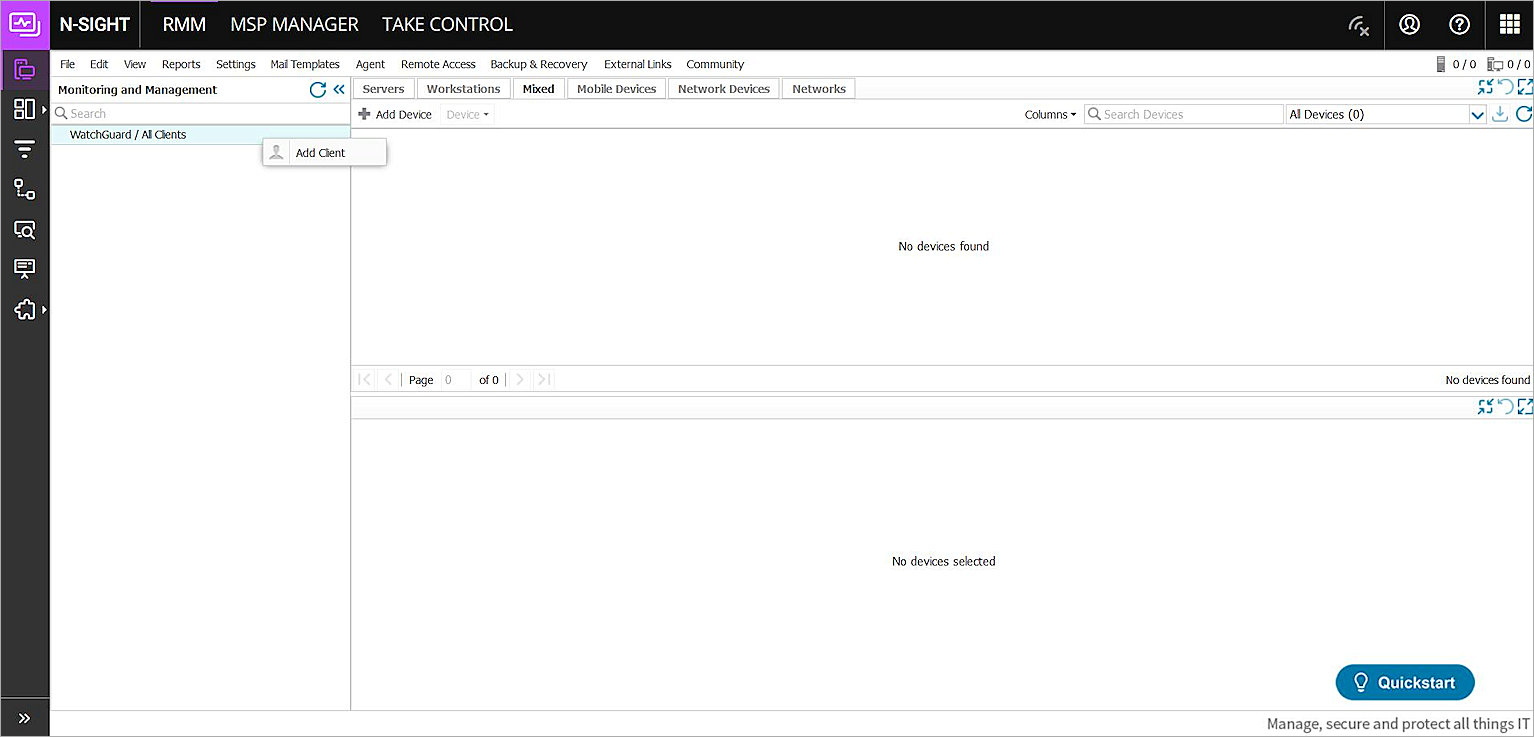 N-SIGHT RMM MSP MANAGER TAKE CONTROL
File Edit View Reports Settings Mail Templates Agent Remote Access Backup & Recovery External Links Community 0 / 0 0 / 0
Monitoring and Management Servers Workstations Mixed Mobile Devices Network Devices Networks
Search Add Device Device Columns Search Devices All Devices (0)
WatchGuard / All Clients
Add Client
No devices found
Page 0 of 0 No devices found
No devices selected
Quickstart
Manage, secure and protect all things IT